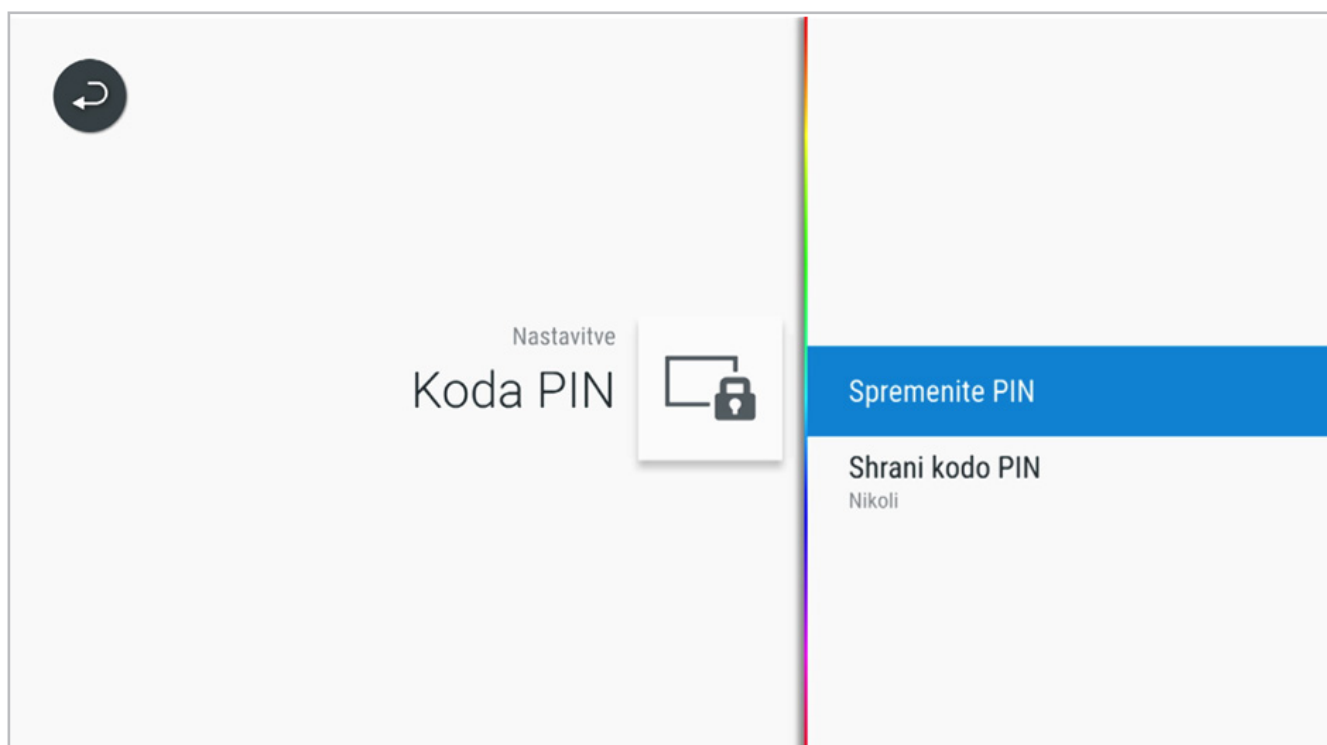 Nastavitve
Koda PIN
Spremenite PIN
Shrani kodo PIN
Nikoli